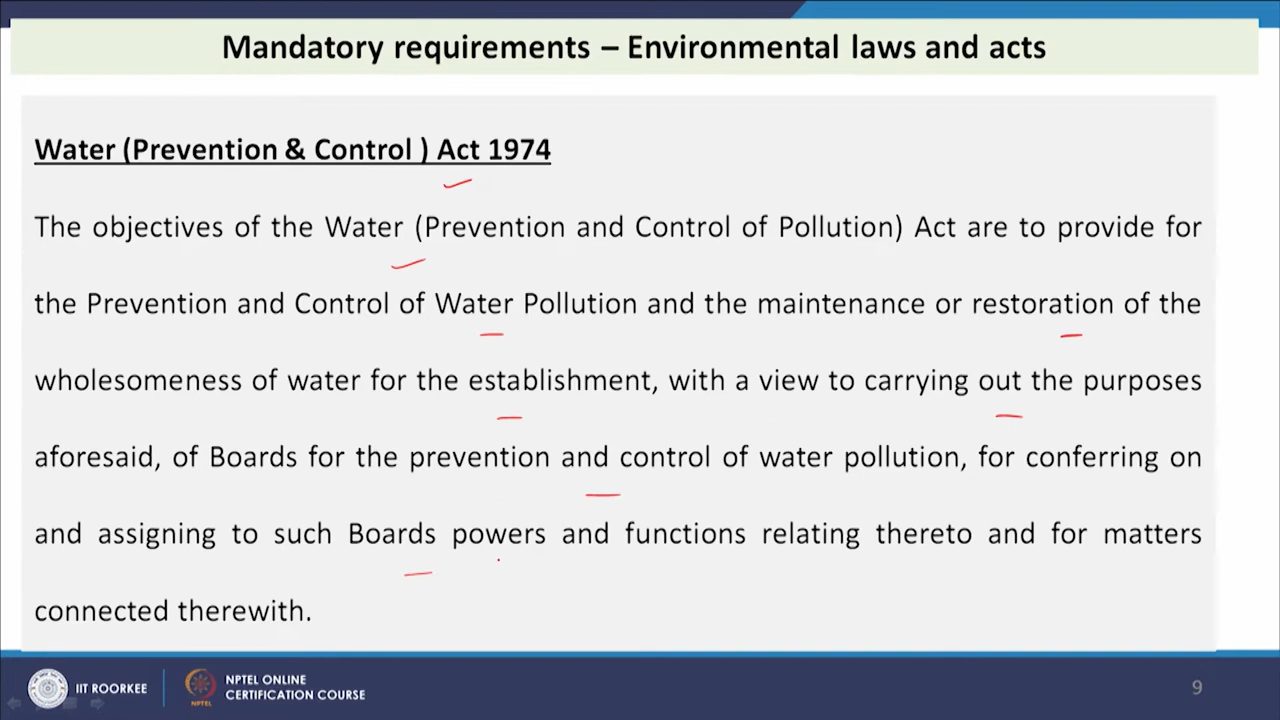 Mandatory requirements – Environmental laws and acts
Water (Prevention & Control ) Act 1974
The objectives of the Water (Prevention and Control of Pollution) Act are to provide for
the Prevention and Control of Water Pollution and the maintenance or restoration of the
wholesomeness of water for the establishment, with a view to carrying out the purposes
aforesaid, of Boards for the prevention and control of water pollution, for conferring on
and assigning to such Boards powers and functions relating thereto and for matters
connected therewith.
IIT ROORKEE
NPTEL ONLINE
CERTIFICATION COURSE
NPTEL
9